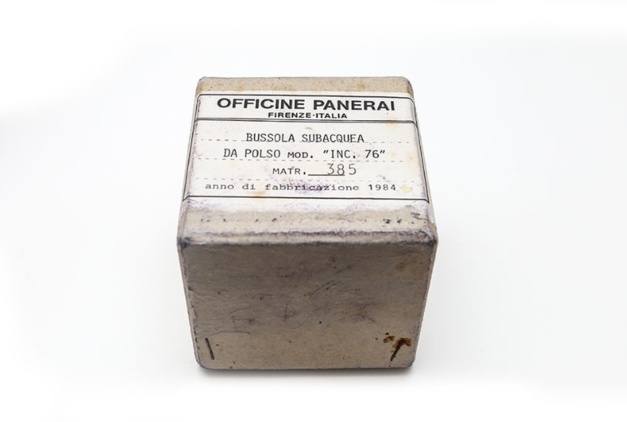 OFFICINE PANERAI
FIRENZE-ITALIA
BUSSOLA SUBACQUEA
DA POLSO MOD. "INC. 76"
MATR. 385
anno di fabbricazione 1984